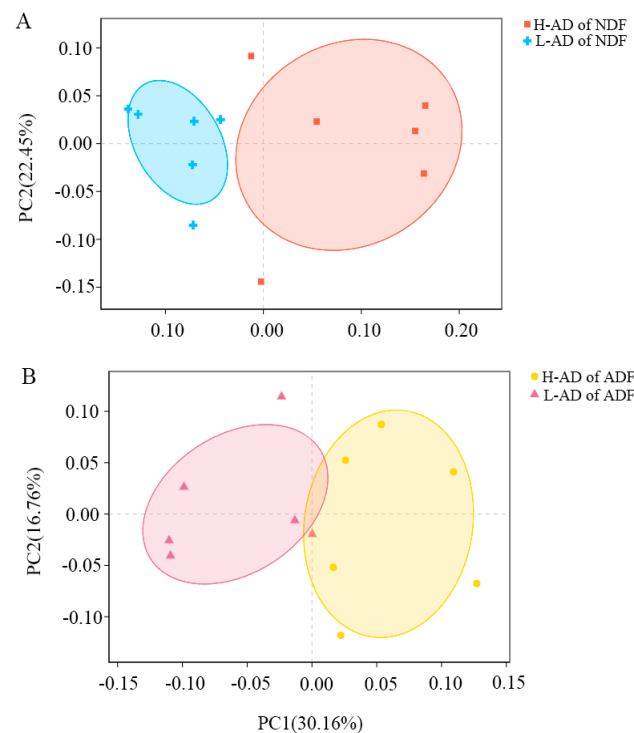 A
H-AD of NDF
L-AD of NDF
PC2(22.45%)
0.10
0.05
0.00
-0.05
-0.10
-0.15
0.10 0.00 0.10 0.20
B
H-AD of ADF
L-AD of ADF
PC2(16.76%)
0.10
0.05
0.00
-0.05
-0.10
-0.15 -0.10 -0.05 0.00 0.05 0.10 0.15
PC1(30.16%)